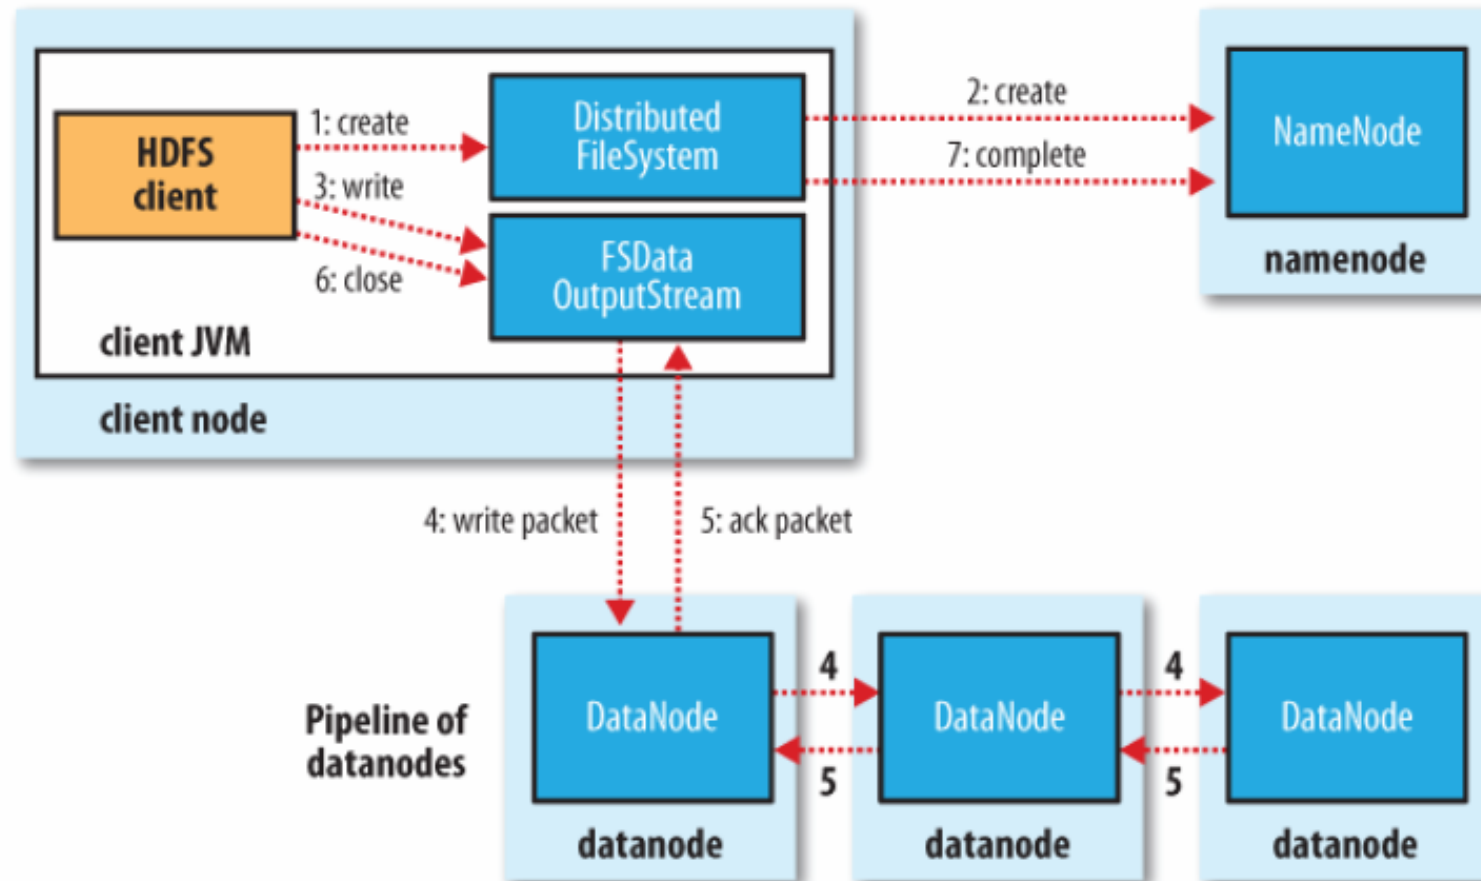 HDFS
client
1: create
3: write
6: close
Distributed
FileSystem
FSData
OutputStream
client JVM
client node
2: create
7: complete
NameNode
namenode
4: write packet
5: ack packet
Pipeline of
datanodes
DataNode
4
5
DataNode
4
5
DataNode
datanode
datanode
datanode